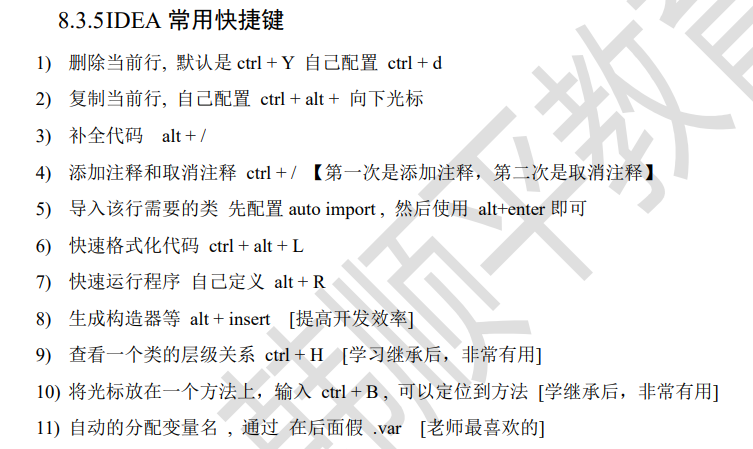 8.3.5IDEA 常用快捷键
1) 删除当前行, 默认是 ctrl + Y 自己配置 ctrl + d
2) 复制当前行, 自己配置 ctrl + alt + 向下光标
3) 补全代码 alt + /
4) 添加注释和取消注释 ctrl + / 【第一次是添加注释，第二次是取消注释】
5) 导入该行需要的类 先配置 auto import , 然后使用 alt+enter 即可
6) 快速格式化代码 ctrl + alt + L
7) 快速运行程序 自己定义 alt + R
8) 生成构造器等 alt + insert [提高开发效率]
9) 查看一个类的层级关系 ctrl + H [学习继承后，非常有用]
10) 将光标放在一个方法上，输入 ctrl + B , 可以定位到方法 [学继承后，非常有用]
11) 自动的分配变量名 , 通过 在后面假 .var [老师最喜欢的]
韩顺平教育